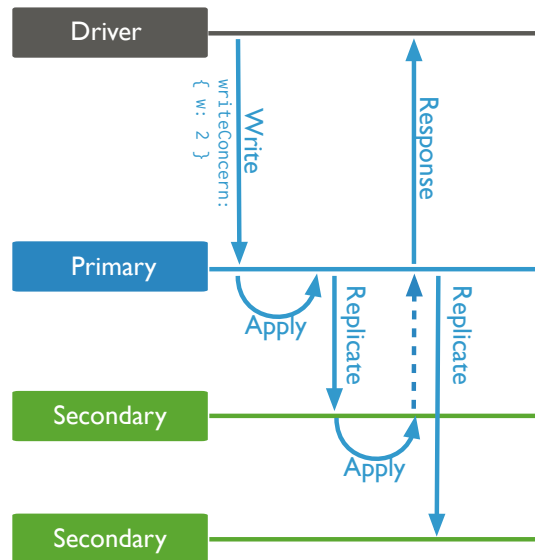 Driver
Write
writeConcern:
{ w: 2 }
Response
Primary
Apply
Replicate
Replicate
Secondary
Apply
Secondary